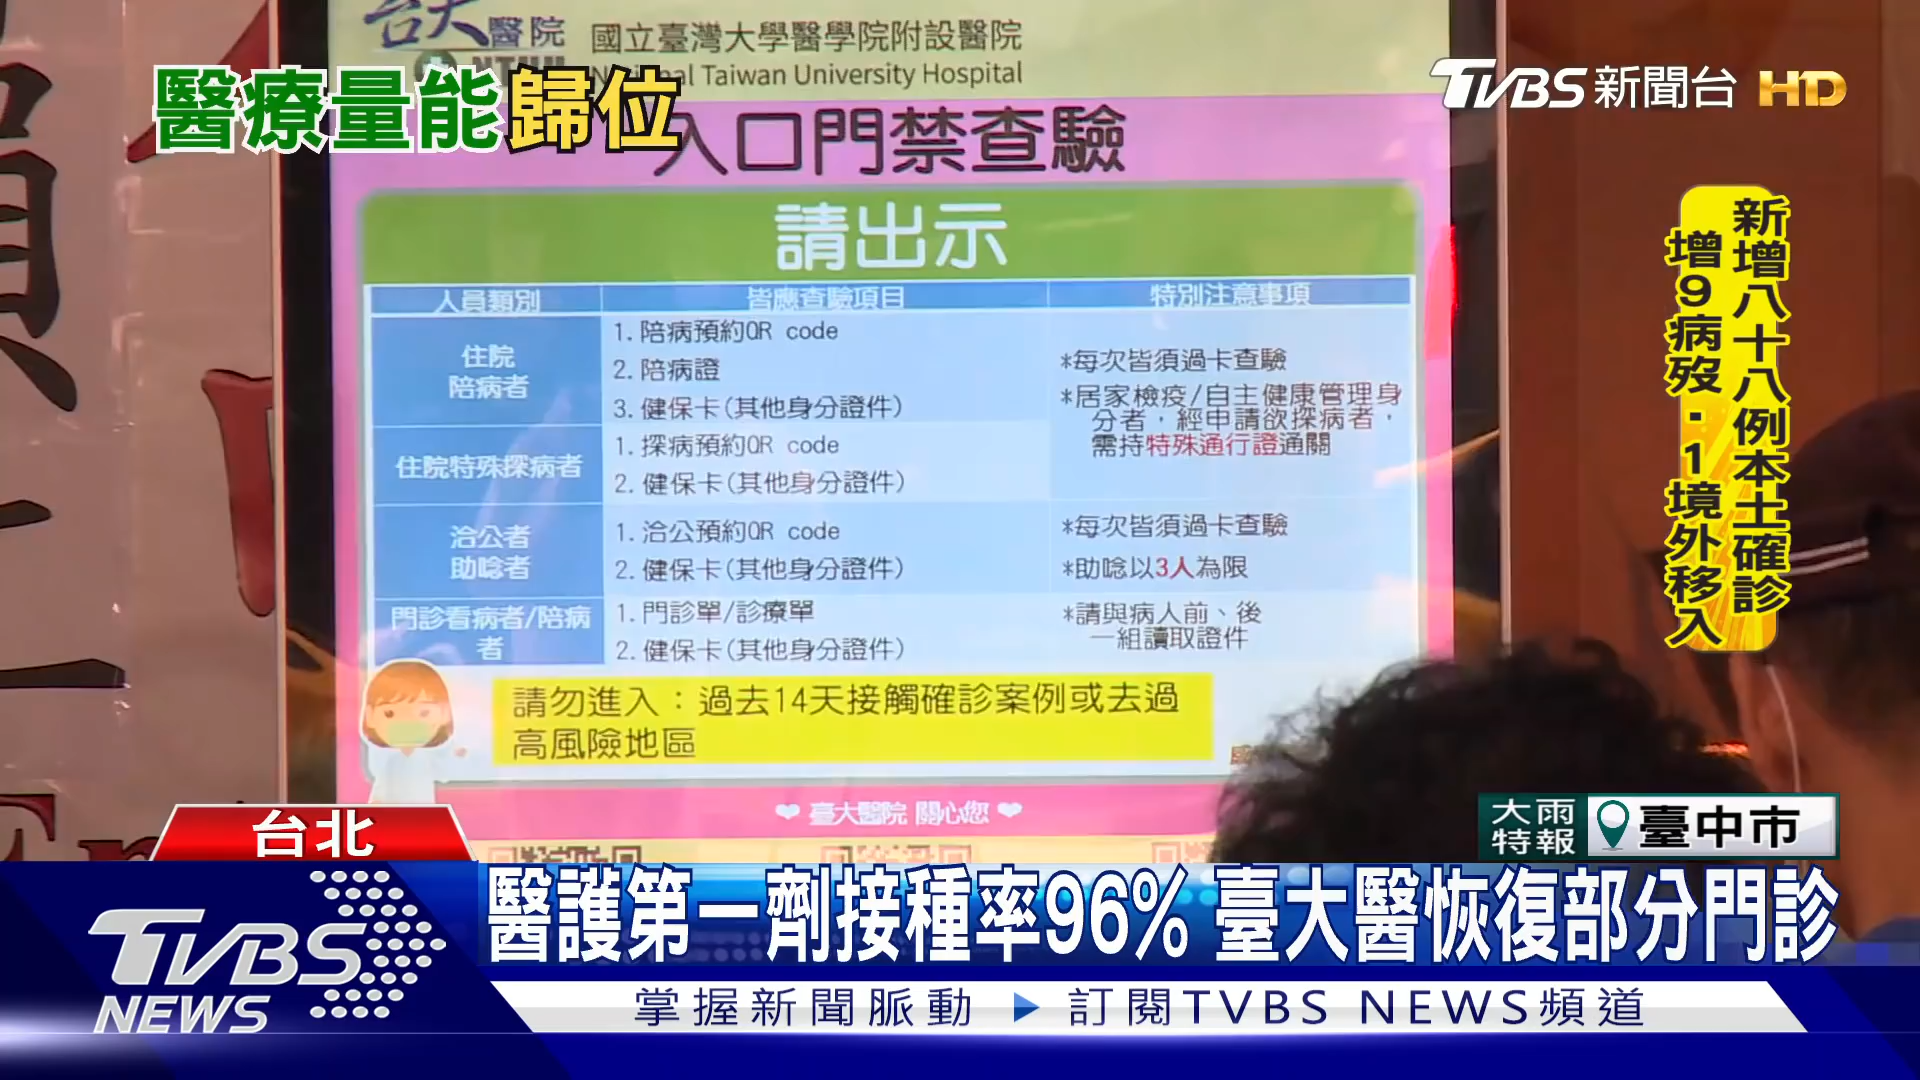 台大醫院
國立臺灣大學醫學院附設醫院
National Taiwan University Hospital
醫療量能歸位
TVBS新聞台 HD
入口門禁查驗
請出示
人員類別 皆應查驗項目 特別注意事項
住院
陪病者
1. 陪病預約QR code
2. 陪病證
3. 健保卡(其他身分證件)
*每次皆須過卡查驗
*居家檢疫/自主健康管理身
分者，經申請欲探病者，
需持特殊通行證通關
住院特殊探病者
1. 探病預約QR code
2. 健保卡(其他身分證件)
洽公者
助唸者
1. 洽公預約QR code
2. 健保卡(其他身分證件)
*每次皆須過卡查驗
*助唸以3人為限
門診看病者/陪病
者
1. 門診單/診療單
2. 健保卡(其他身分證件)
*請與病人前、後
一組讀取證件
請勿進入：過去14天接觸確診案例或去過
高風險地區
❤ 臺大醫院 關心您 ❤
新增八十八例本土確診
增9病歿．1境外移入
大雨
特報
臺中市
台北
醫護第一劑接種率96% 臺大醫恢復部分門診
TVBS
NEWS
掌握新聞脈動 ▶ 訂閱TVBS NEWS頻道